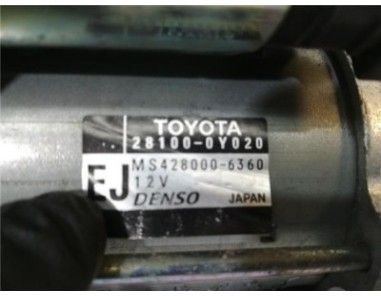 TOYOTA
28100-0Y020
MS428000-6360
EJ
12V
DENSO JAPAN